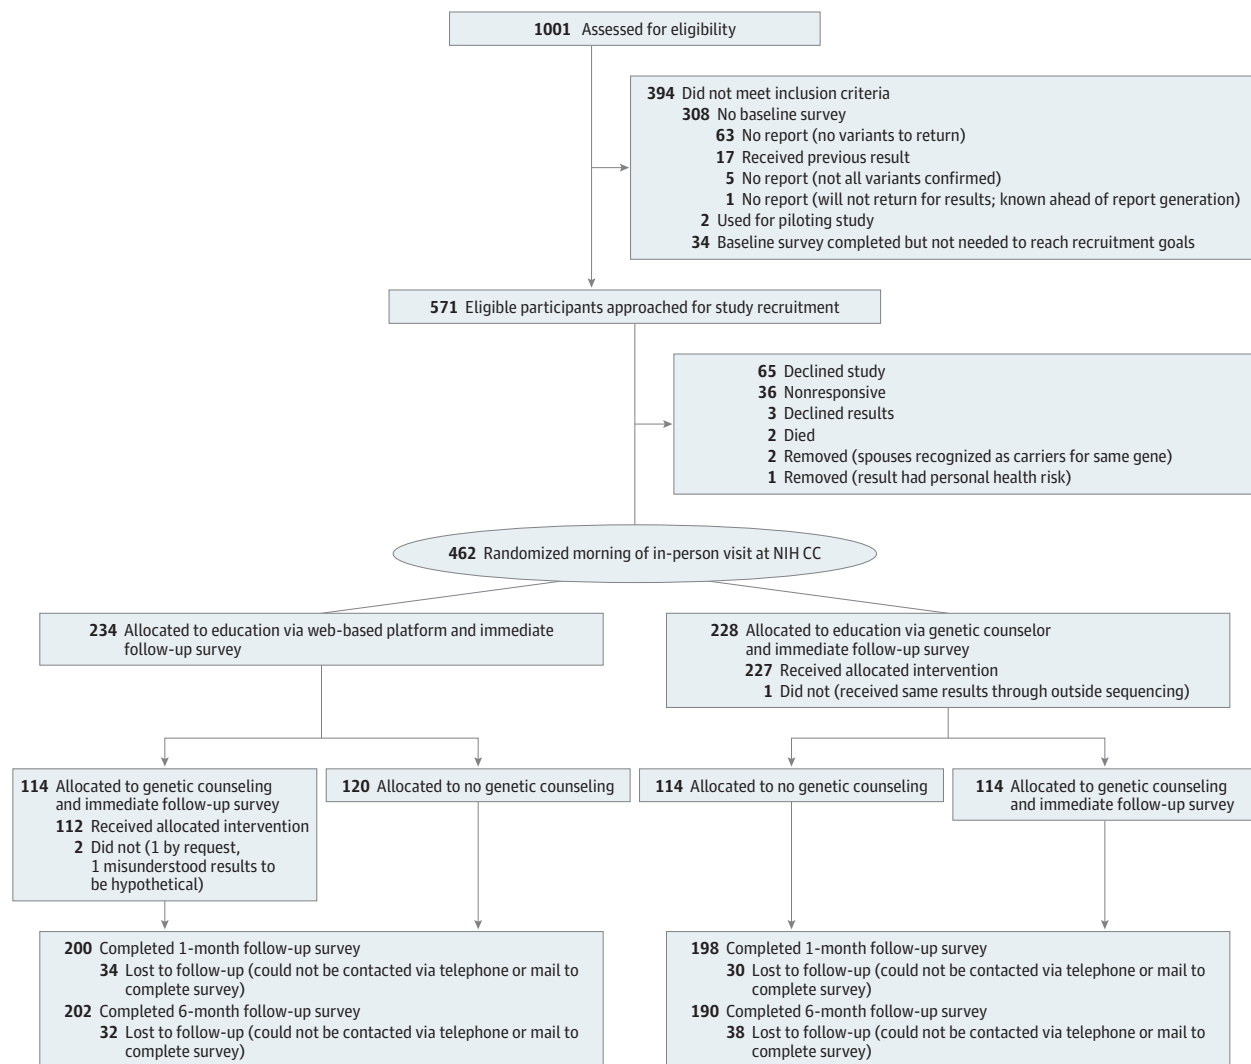 1001 Assessed for eligibility
394 Did not meet inclusion criteria
308 No baseline survey
63 No report (no variants to return)
17 Received previous result
5 No report (not all variants confirmed)
1 No report (will not return for results; known ahead of report generation)
2 Used for piloting study
34 Baseline survey completed but not needed to reach recruitment goals
571 Eligible participants approached for study recruitment
65 Declined study
36 Nonresponsive
3 Declined results
2 Died
2 Removed (spouses recognized as carriers for same gene)
1 Removed (result had personal health risk)
462 Randomized morning of in-person visit at NIH CC
234 Allocated to education via web-based platform and immediate
follow-up survey
228 Allocated to education via genetic counselor
and immediate follow-up survey
227 Received allocated intervention
1 Did not (received same results through outside sequencing)
114 Allocated to genetic counseling
and immediate follow-up survey
112 Received allocated intervention
2 Did not (1 by request,
1 misunderstood results to
be hypothetical)
120 Allocated to no genetic counseling
114 Allocated to no genetic counseling
114 Allocated to genetic counseling
and immediate follow-up survey
200 Completed 1-month follow-up survey
34 Lost to follow-up (could not be contacted via telephone or mail to
complete survey)
202 Completed 6-month follow-up survey
32 Lost to follow-up (could not be contacted via telephone or mail to
complete survey)
198 Completed 1-month follow-up survey
30 Lost to follow-up (could not be contacted via telephone or mail to
complete survey)
190 Completed 6-month follow-up survey
38 Lost to follow-up (could not be contacted via telephone or mail to
complete survey)